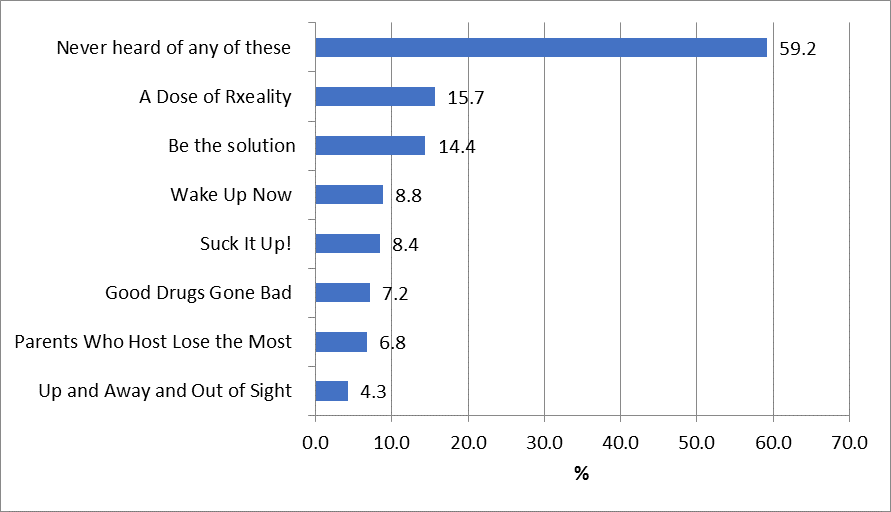 Never heard of any of these 59.2
A Dose of Rxeality 15.7
Be the solution 14.4
Wake Up Now 8.8
Suck It Up! 8.4
Good Drugs Gone Bad 7.2
Parents Who Host Lose the Most 6.8
Up and Away and Out of Sight 4.3
0.0 10.0 20.0 30.0 40.0 50.0 60.0 70.0
%